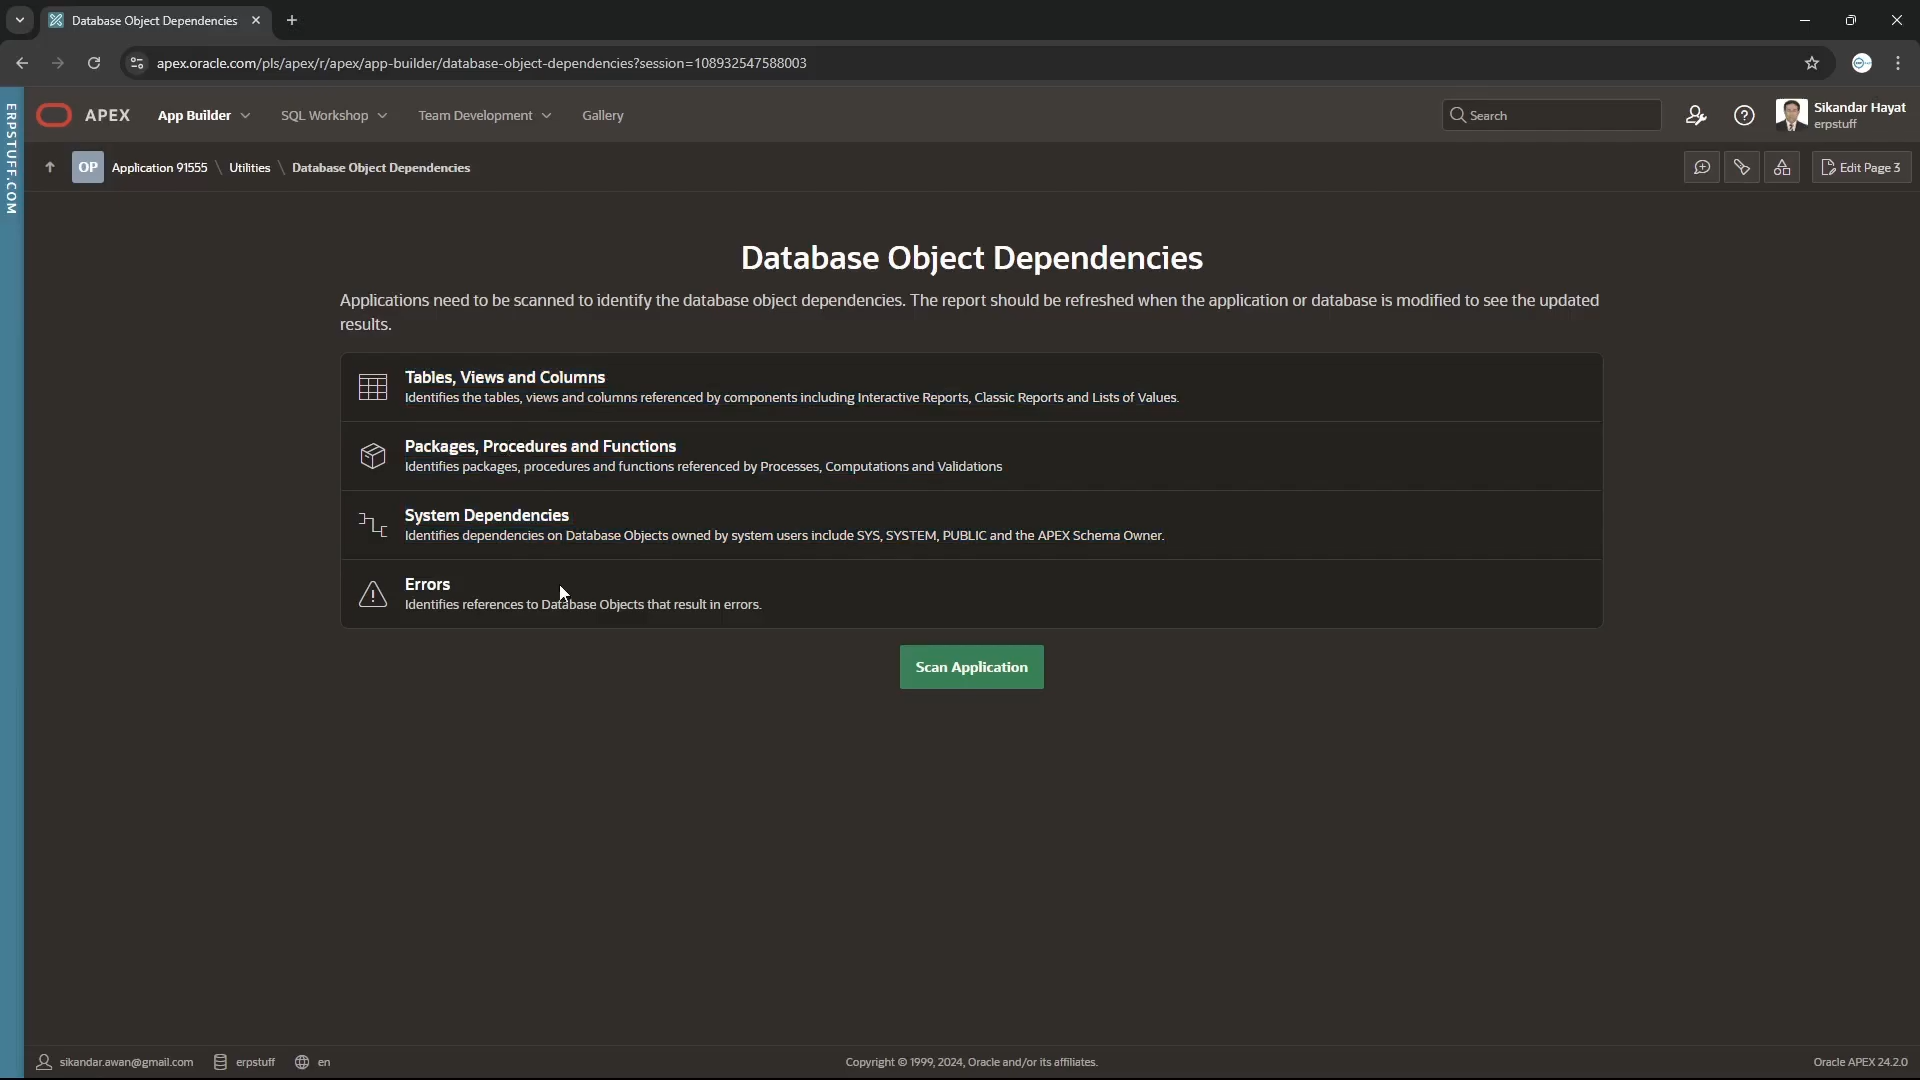 Database Object Dependencies
apex.oracle.com/pls/apex/r/apex/app-builder/database-object-dependencies?session=108932547588003
ERPSTUFF.COM
APEX App Builder SQL Workshop Team Development Gallery Search Sikandar Hayat
erpstuff
OP Application 91555 \ Utilities \ Database Object Dependencies Edit Page 3
Database Object Dependencies
Applications need to be scanned to identify the database object dependencies. The report should be refreshed when the application or database is modified to see the updated
results.
Tables, Views and Columns
Identifies the tables, views and columns referenced by components including Interactive Reports, Classic Reports and Lists of Values.
Packages, Procedures and Functions
Identifies packages, procedures and functions referenced by Processes, Computations and Validations
System Dependencies
Identifies dependencies on Database Objects owned by system users include SYS, SYSTEM, PUBLIC and the APEX Schema Owner.
Errors
Identifies references to Database Objects that result in errors.
Scan Application
sikandar.awan@gmail.com erpstuff en Copyright © 1999, 2024, Oracle and/or its affiliates. Oracle APEX 24.2.0